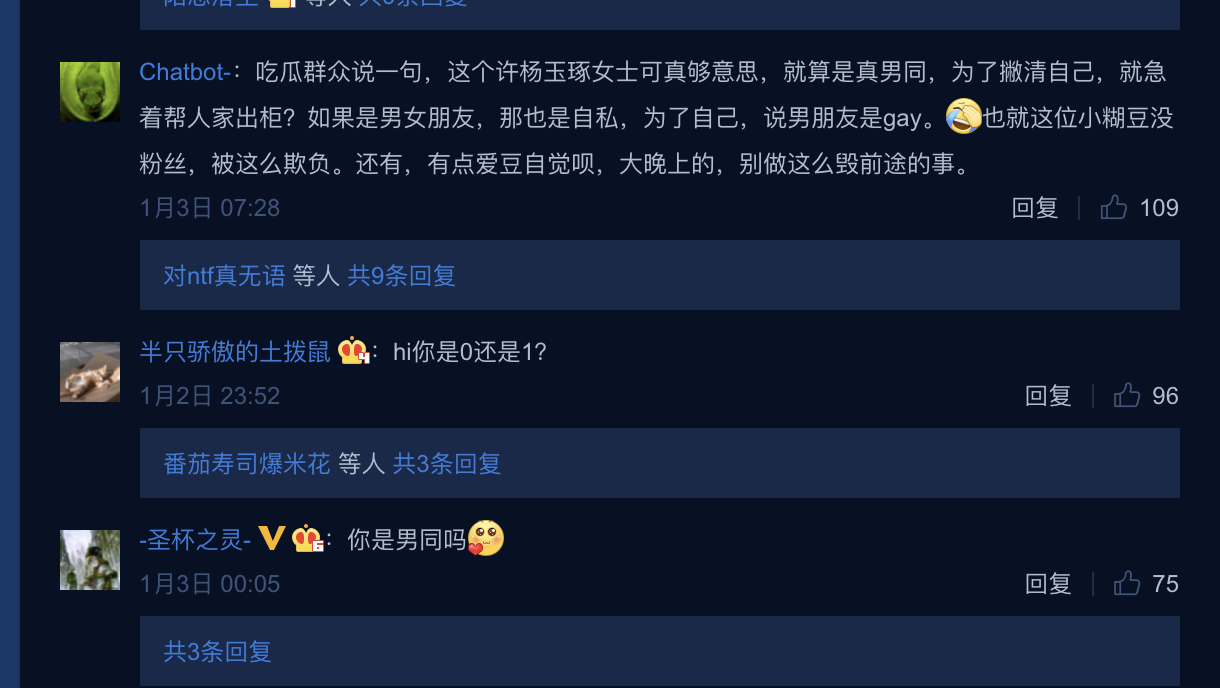 等人
Chatbot-：吃瓜群众说一句，这个许杨玉琢女士可真够意思，就算是真男同，为了撇清自己，就急
着帮人家出柜？如果是男女朋友，那也是自私，为了自己，说男朋友是gay。也就这位小糊豆没
粉丝，被这么欺负。还有，有点爱豆自觉呗，大晚上的，别做这么毁前途的事。
1月3日 07:28 回复 109
对ntf真无语 等人 共9条回复
半只骄傲的土拨鼠 4：hi你是0还是1?
1月2日 23:52 回复 96
番茄寿司爆米花 等人 共3条回复
-圣杯之灵- V 6：你是男同吗
1月3日 00:05 回复 75
共3条回复